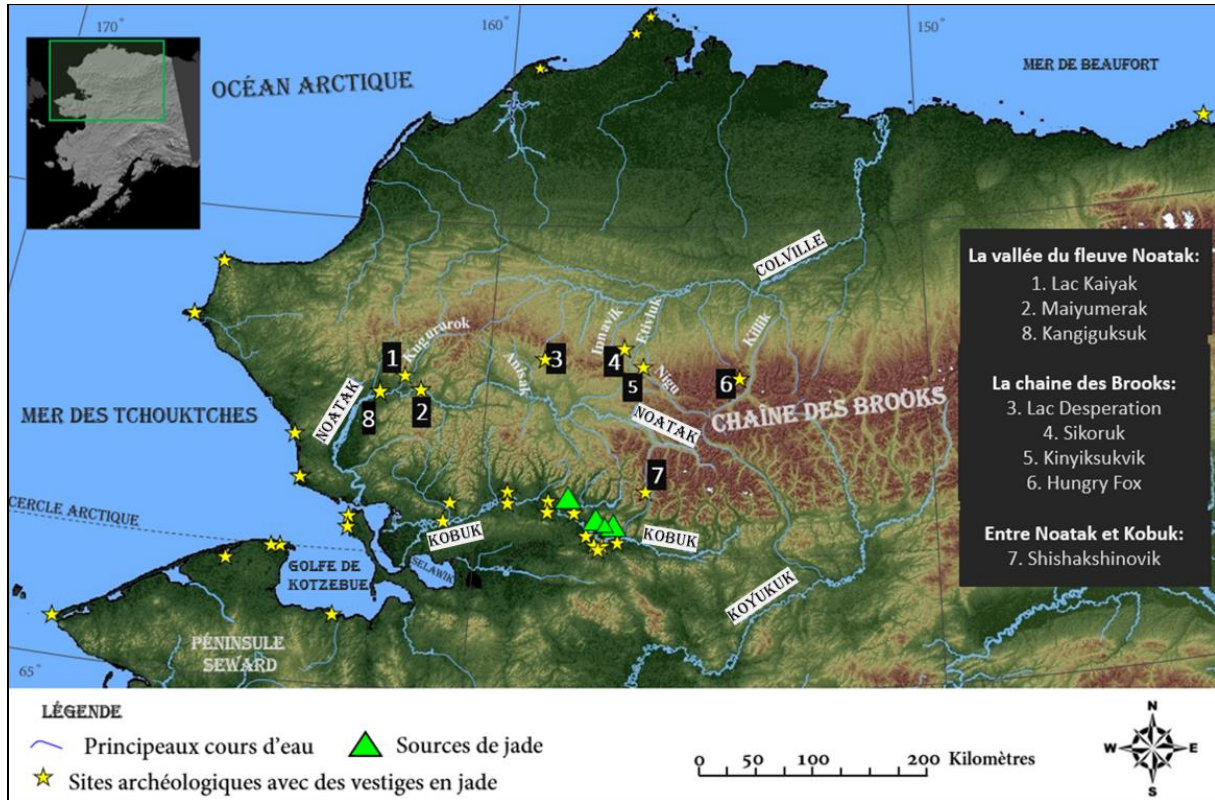 170°
160°
150°
OCÉAN ARCTIQUE
MER DE BEAUFORT
COLVILLE
La vallée du fleuve Noatak:
1. Lac Kaiyak
2. Maiyumerak
8. Kangiguksuk
La chaine des Brooks:
3. Lac Desperation
4. Sikoruk
5. Kinyiksukvik
6. Hungry Fox
Entre Noatak et Kobuk:
7. Shishakshinovik
Kugururok
Anisak
Ipnavik
Etivluk
Nigu
Killik
1
2
3
4
5
6
7
8
MER DES TCHOUKTCHES
NOATAK
NOATAK
CHAÎNE DES BROOKS
CERCLE ARCTIQUE
KOBUK
KOBUK
SELAWIK
GOLFE DE
KOTZEBUE
KOYUKUK
PÉNINSULE
SEWARD
65°
LÉGENDE
Principaux cours d'eau
Sources de jade
Sites archéologiques avec des vestiges en jade
0 50 100 200 Kilomètres
N
W
E
S